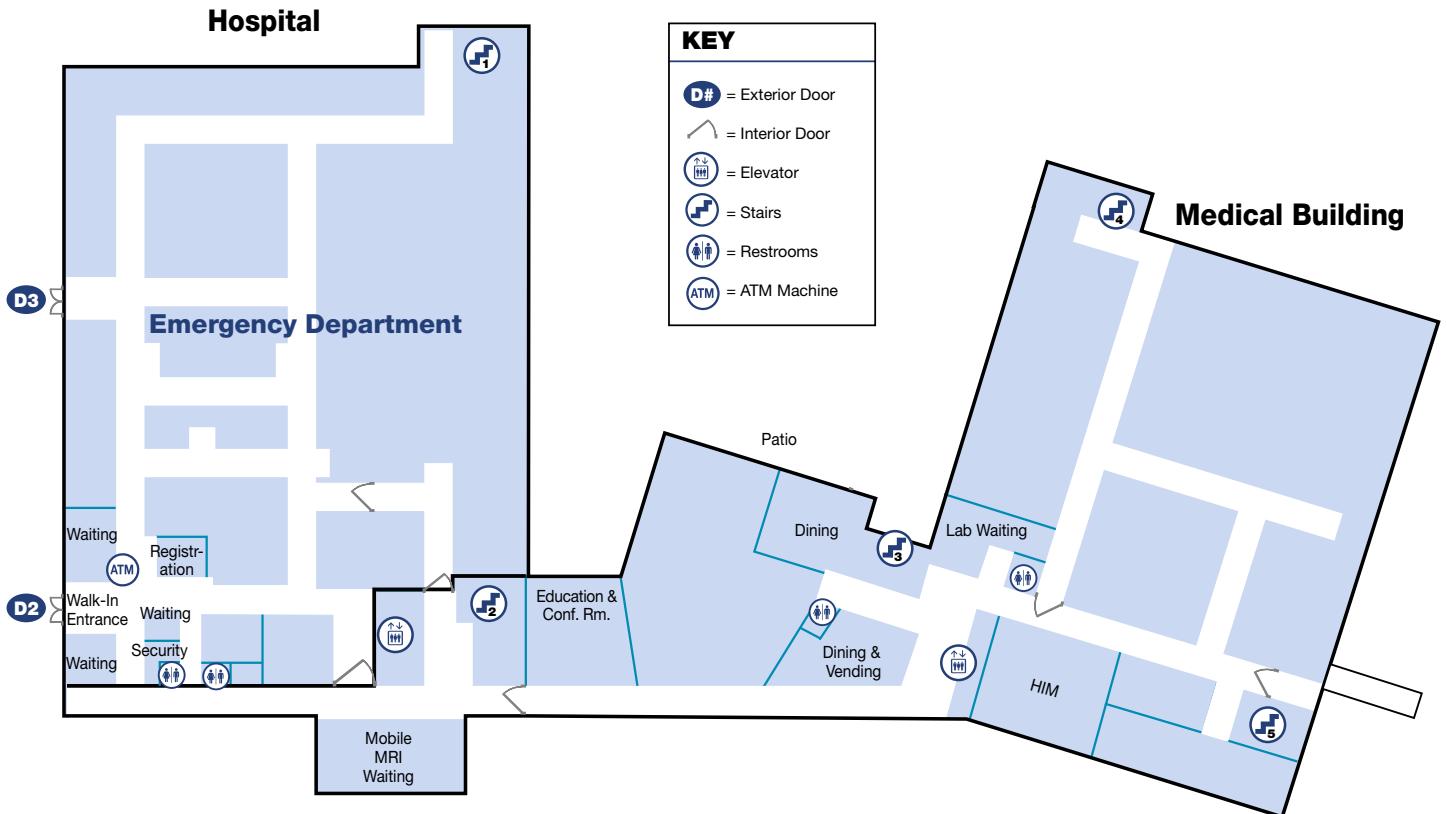 Hospital
KEY
D# = Exterior Door
= Interior Door
= Elevator
= Stairs
= Restrooms
ATM = ATM Machine
1
4
Medical Building
D3
Emergency Department
Patio
Waiting
Registr-
ation
ATM
Dining
3
Lab Waiting
D2
Walk-In
Entrance
Waiting
2
Education &
Conf. Rm.
Waiting
Security
Dining &
Vending
HIM
5
Mobile
MRI
Waiting